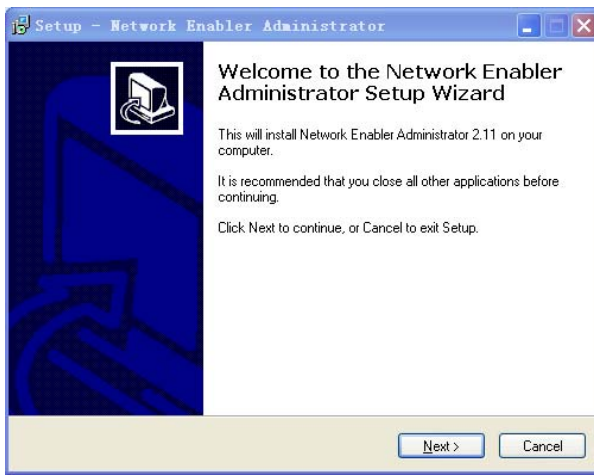 Setup - Network Enabler Administrator
Welcome to the Network Enabler
Administrator Setup Wizard
This will install Network Enabler Administrator 2.11 on your
computer.
It is recommended that you close all other applications before
continuing.
Click Next to continue, or Cancel to exit Setup.
Next >
Cancel